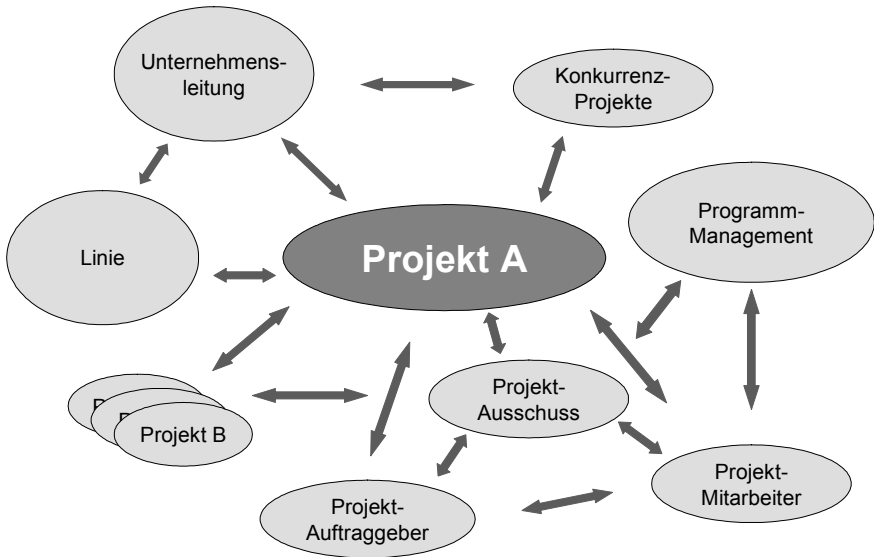 Unternehmens-
leitung
Konkurrenz-
Projekte
Programm-
Management
Projekt A
Linie
Projekt-
Ausschuss
P
P
Projekt B
Projekt-
Mitarbeiter
Projekt-
Auftraggeber